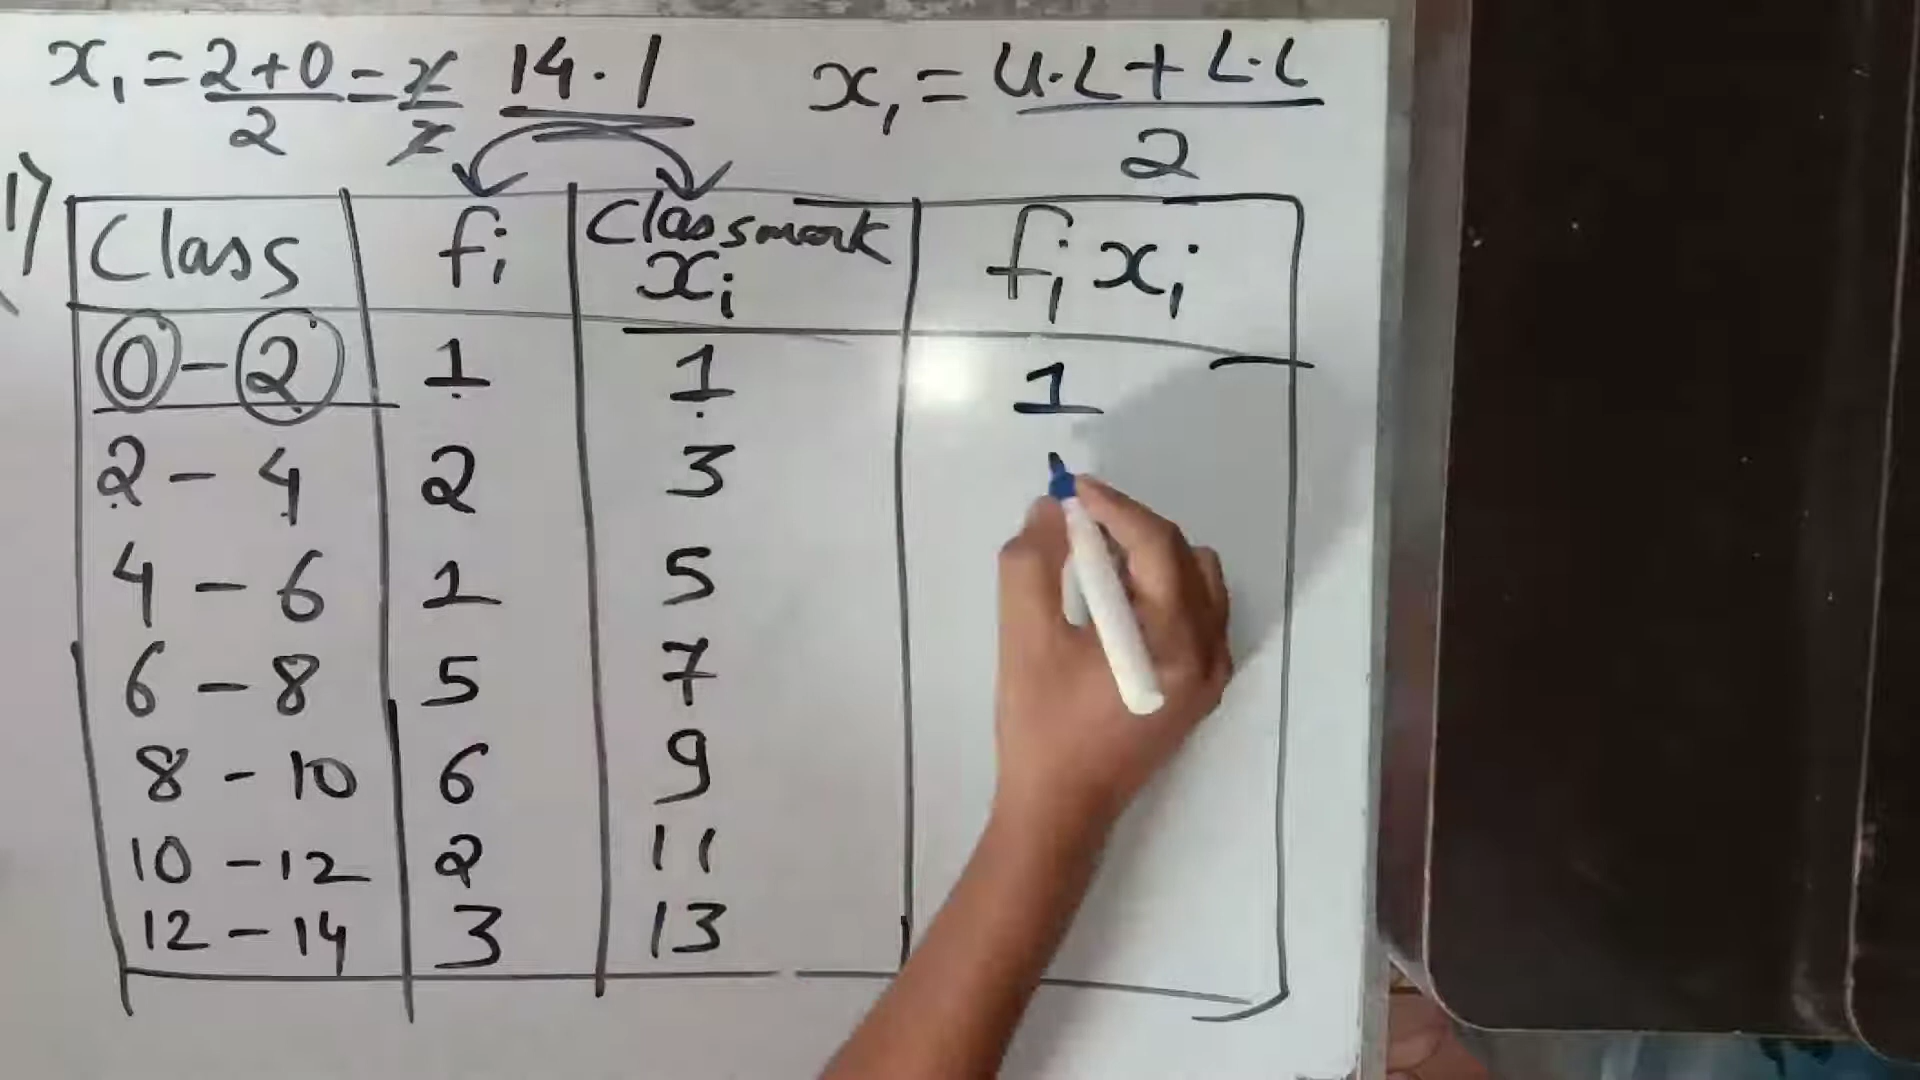 x₁ = 2+0/2 = 2/2 14.1 x₁ = U.L + L.L/2
1)
Class fᵢ Classmark xᵢ fᵢxᵢ
0 - 2 1 1 1
2 - 4 2 3
4 - 6 1 5
6 - 8 5 7
8 - 10 6 9
10 - 12 2 11
12 - 14 3 13